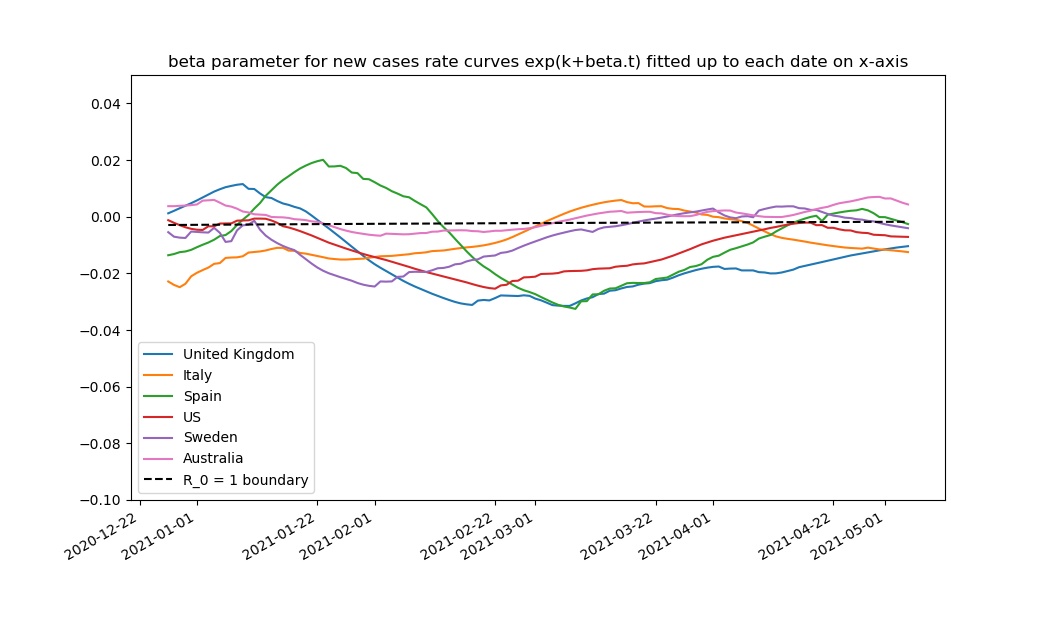 beta parameter for new cases rate curves exp(k+beta.t) fitted up to each date on x-axis
0.04
0.02
0.00
−0.02
−0.04
−0.06
−0.08
−0.10
United Kingdom
Italy
Spain
US
Sweden
Australia
R_0 = 1 boundary
2020-12-22
2021-01-01
2021-01-22
2021-02-01
2021-02-22
2021-03-01
2021-03-22
2021-04-01
2021-04-22
2021-05-01